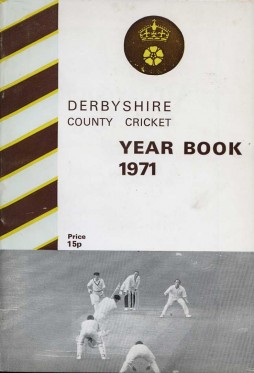 DERBYSHIRE
COUNTY CRICKET
YEAR BOOK
1971
Price
15p